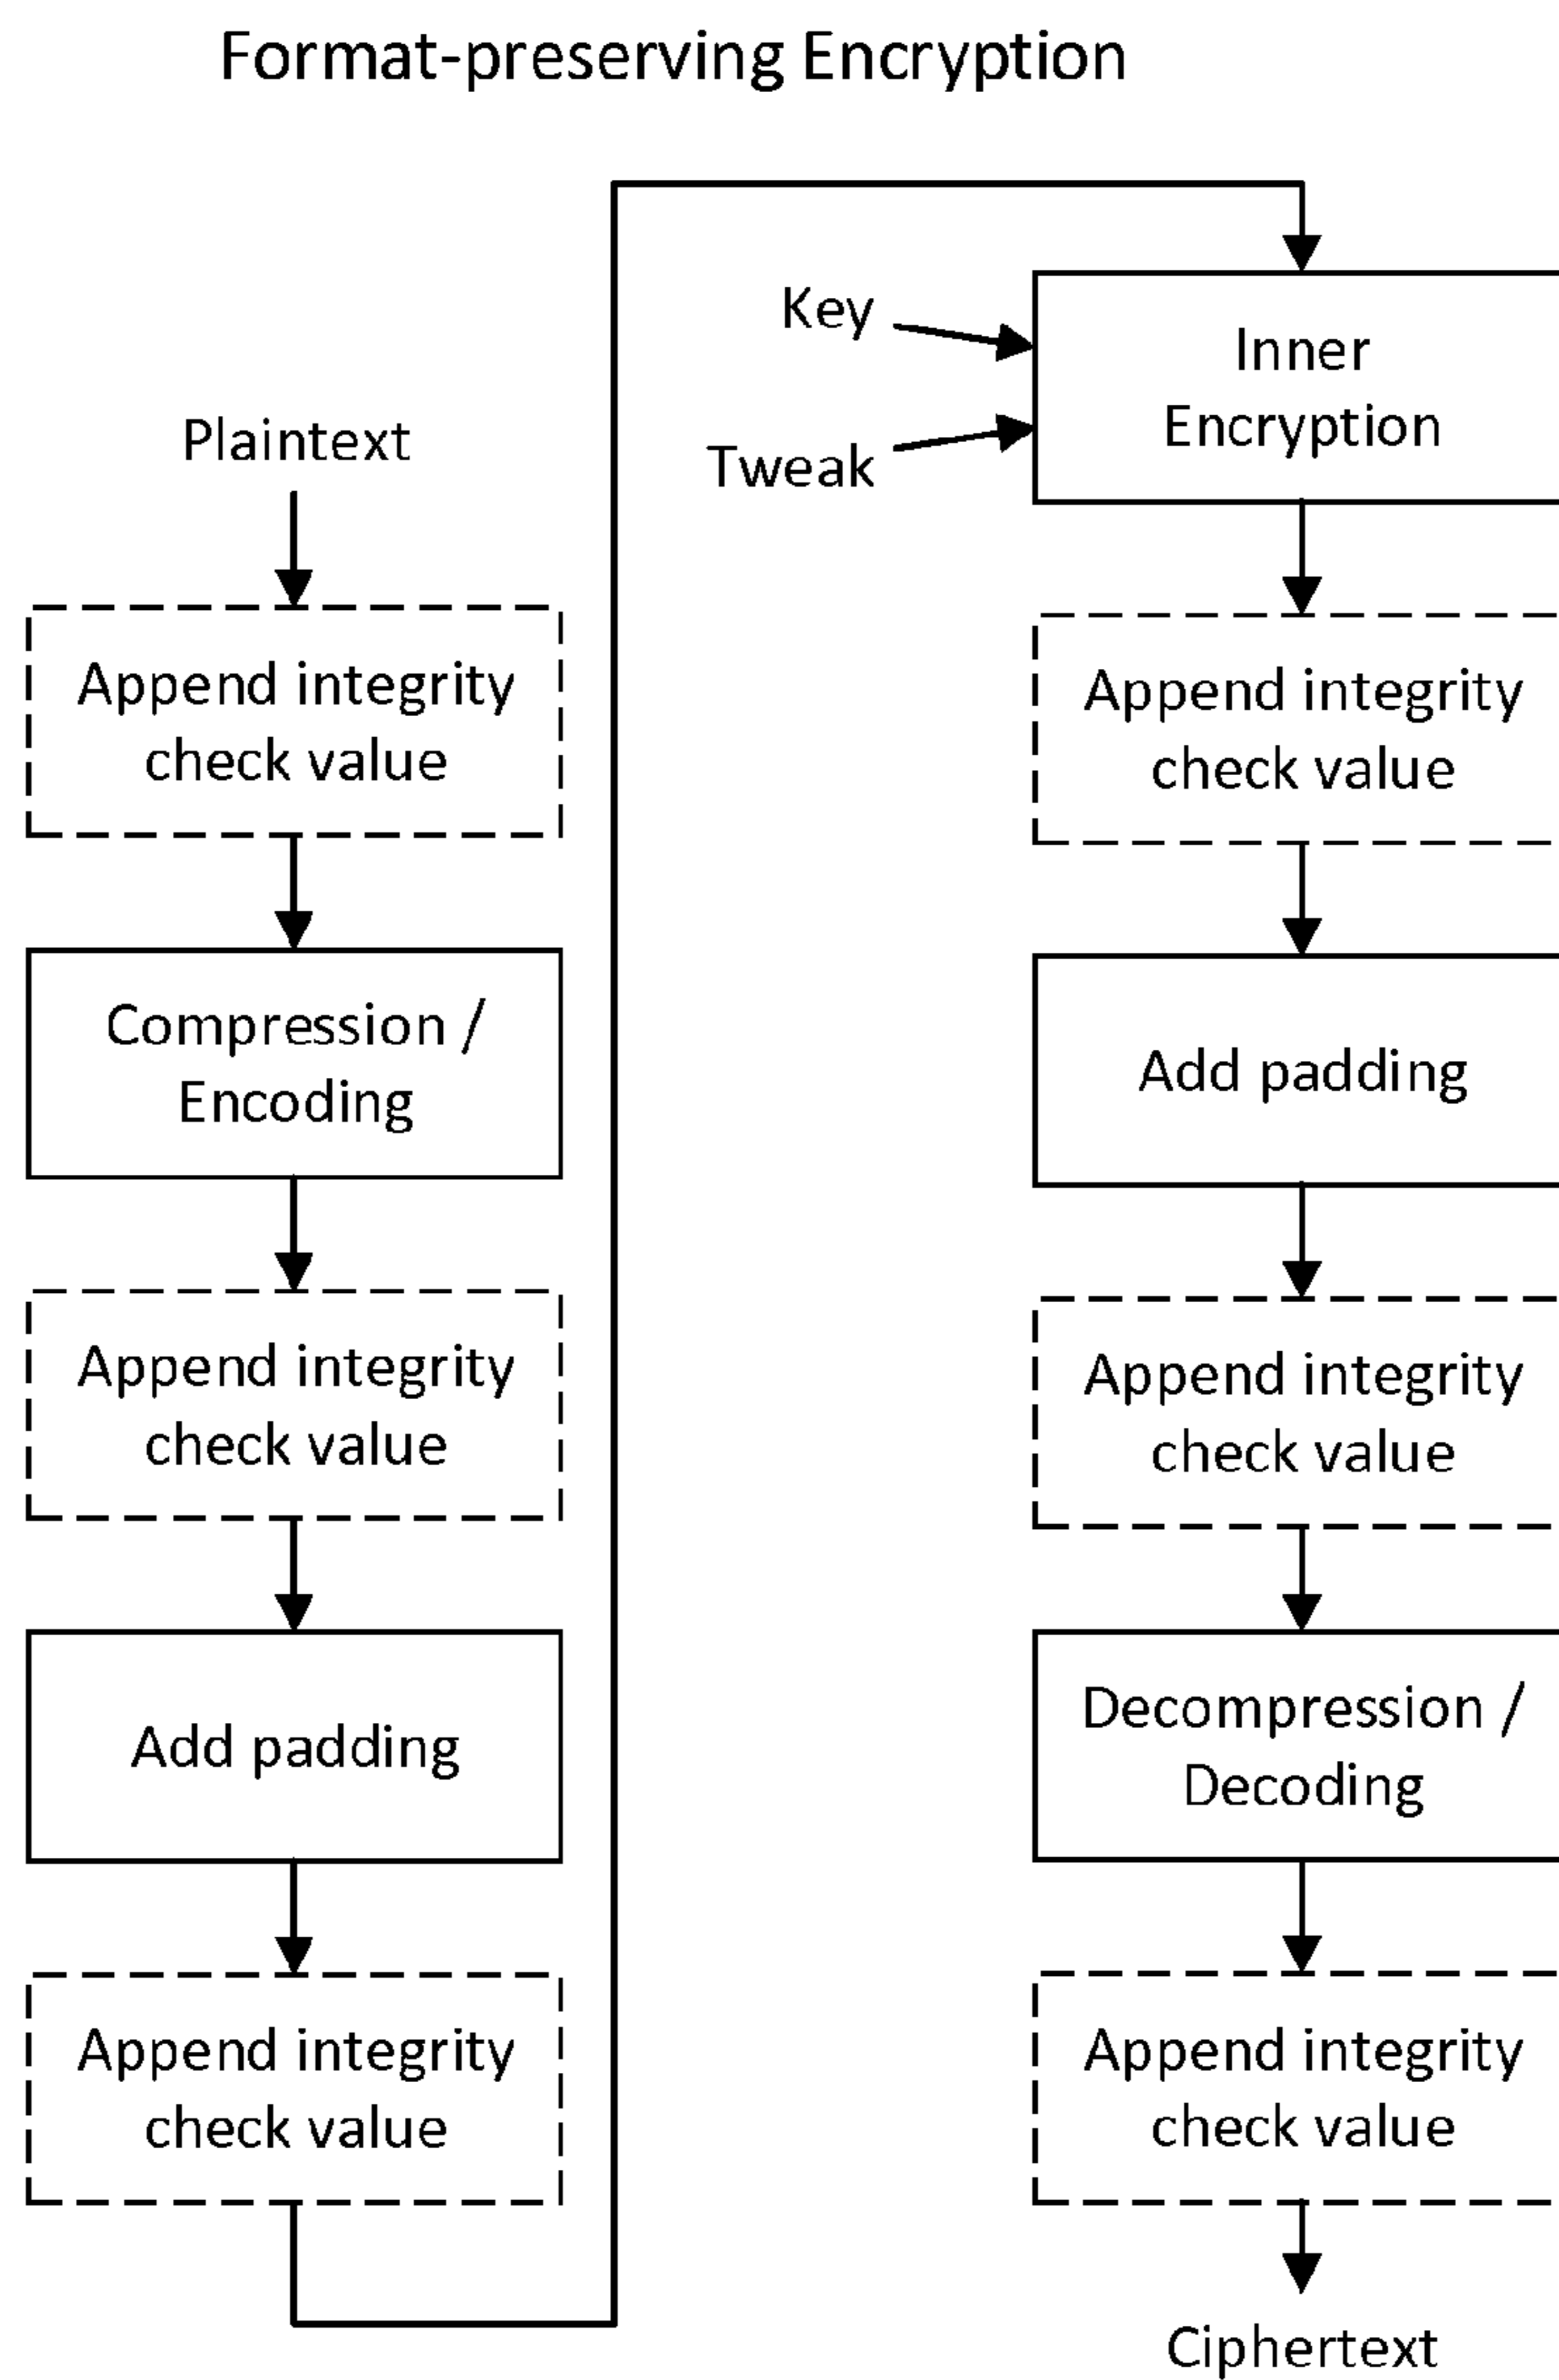 Format-preserving Encryption
Plaintext
Append integrity
check value
Compression /
Encoding
Append integrity
check value
Add padding
Append integrity
check value
Key
Tweak
Inner
Encryption
Append integrity
check value
Add padding
Append integrity
check value
Decompression /
Decoding
Append integrity
check value
Ciphertext